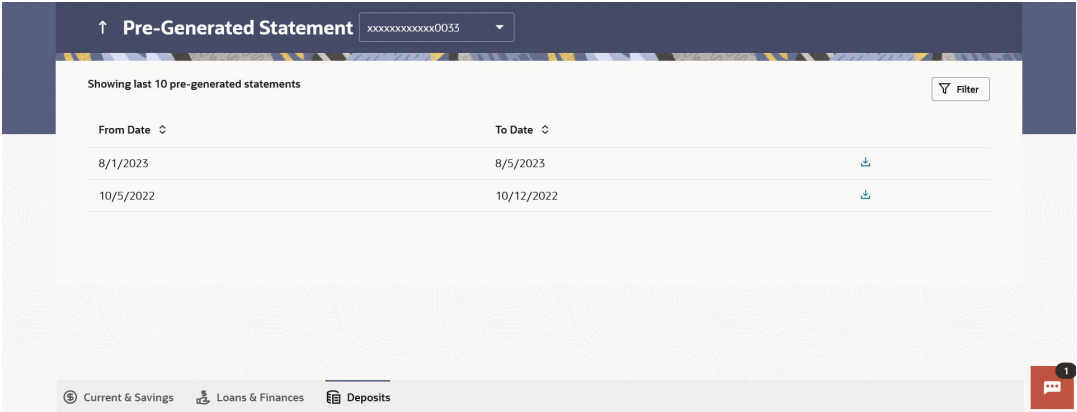 Pre-Generated Statement xxxxxxxxxxxx0033
Showing last 10 pre-generated statements
Filter
From Date To Date
8/1/2023 8/5/2023
10/5/2022 10/12/2022
1
Current & Savings Loans & Finances Deposits